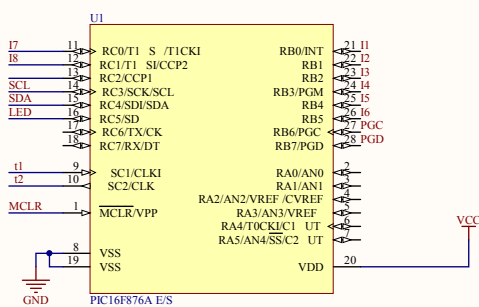 U1
I7 11 RC0/T1 S /T1CKI RB0/INT 21 I1
I8 12 RC1/T1 SI/CCP2 RB1 22 I2
13 RC2/CCP1 RB2 23 I3
SCL 14 RC3/SCK/SCL RB3/PGM 24 I4
SDA 15 RC4/SDI/SDA RB4 25 I5
LED 16 RC5/SD RB5 26 I6
17 RC6/TX/CK RB6/PGC 27 PGC
18 RC7/RX/DT RB7/PGD 28 PGD
t1 9 SC1/CLKI RA0/AN0 2
t2 10 SC2/CLK RA1/AN1 3
RA2/AN2/VREF /CVREF 4
MCLR 1 MCLR/VPP RA3/AN3/VREF 5
RA4/T0CKI/C1 UT 6
RA5/AN4/SS/C2 UT 7
8 VSS
19 VSS VDD 20 VCC
GND
PIC16F876A E/S